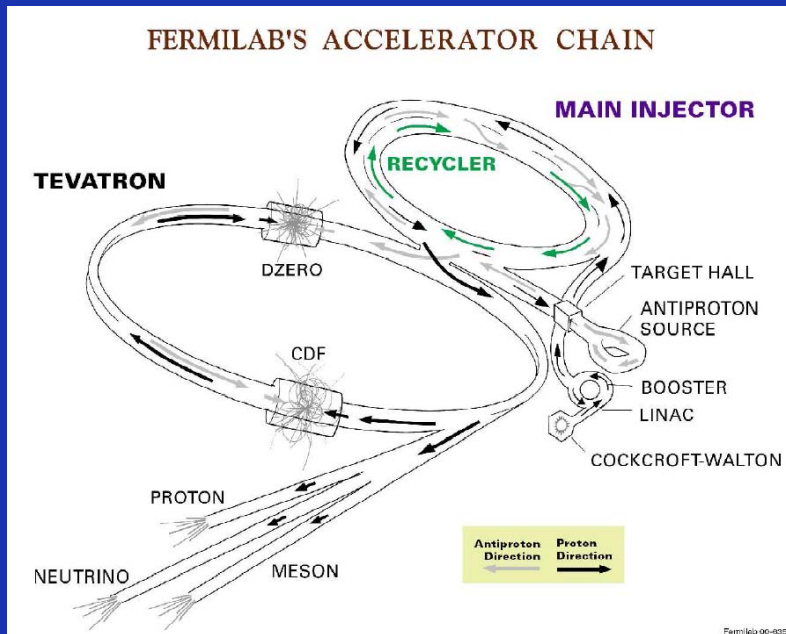 FERMILAB'S ACCELERATOR CHAIN
MAIN INJECTOR
RECYCLER
TEVATRON
DZERO
TARGET HALL
ANTIPROTON
SOURCE
CDF
BOOSTER
LINAC
COCKCROFT-WALTON
PROTON
NEUTRINO
MESON
Antiproton Proton
Direction Direction